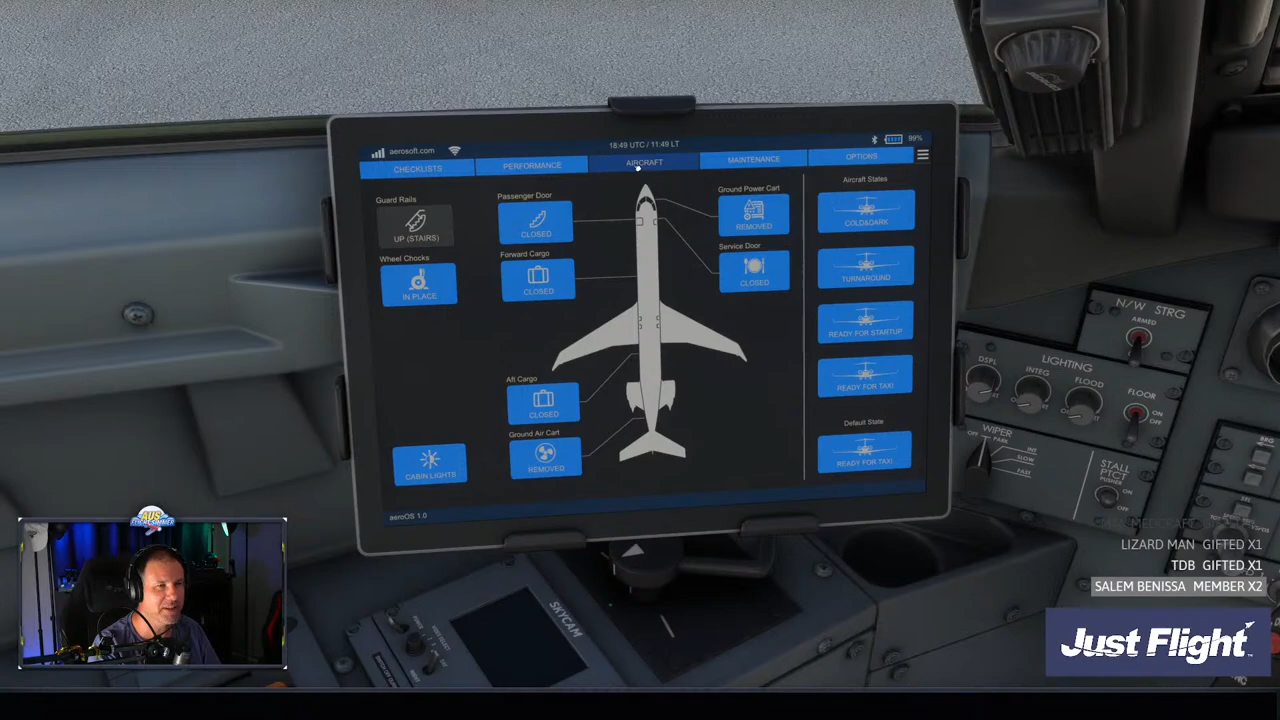 aerosoft.com
18:49 UTC / 11:49 LT
99%
CHECKLISTS
PERFORMANCE
AIRCRAFT
MAINTENANCE
OPTIONS
Guard Rails
UP (STAIRS)
Wheel Chocks
IN PLACE
CABIN LIGHTS
Passenger Door
CLOSED
Forward Cargo
CLOSED
Aft Cargo
CLOSED
Ground Air Cart
REMOVED
Ground Power Cart
REMOVED
Service Door
CLOSED
Aircraft States
COLD&DARK
TURNAROUND
READY FOR STARTUP
READY FOR TAXI
Default State
READY FOR TAXI
aeroOS 1.0
N/W STRG
ARMED
LIGHTING
DSPL
INTEG
FLOOD
FLOOR
ON
OFF
WIPER
OFF
PARK
INT
SLOW
FAST
STALL
PTCT
PUSHER
ON
OFF
SKYCAM
AUS
FLIGHT SIMMER
LIZARD MAN GIFTED X1
TDB GIFTED X1
SALEM BENISSA MEMBER X2
Just Flight